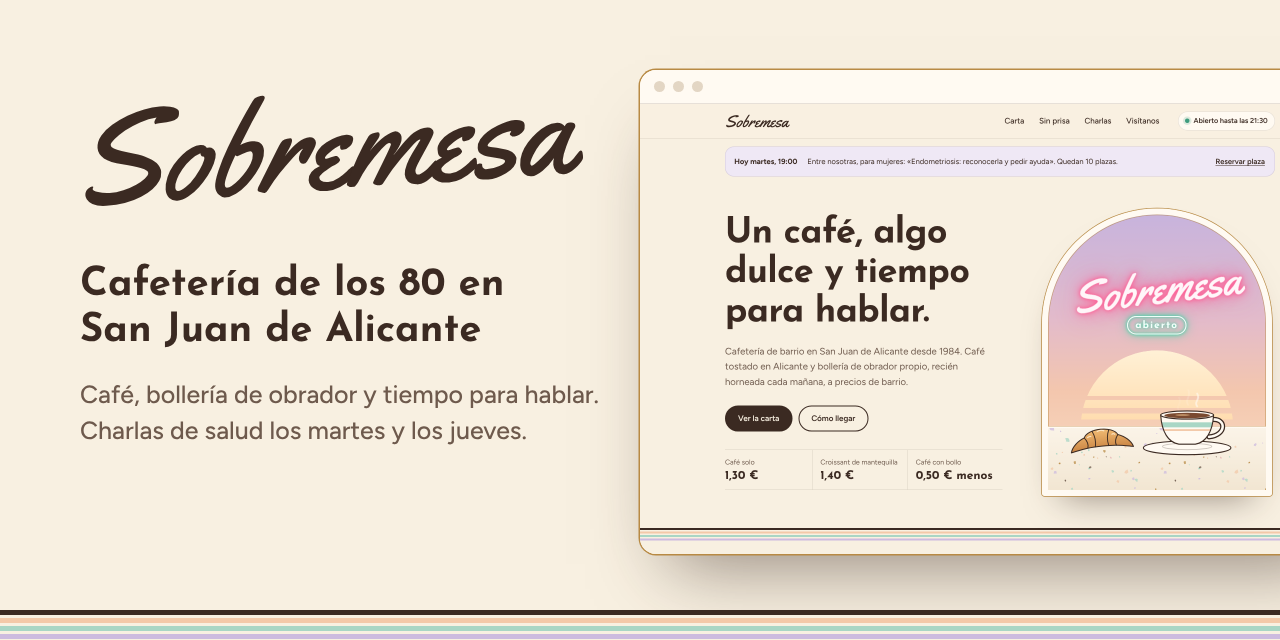 Sobremesa
Cafetería de los 80 en
San Juan de Alicante
Café, bollería de obrador y tiempo para hablar.
Charlas de salud los martes y los jueves.
Sobremesa
Carta
Sin prisa
Charlas
Visítanos
Abierto hasta las 21:30
Hoy martes, 19:00 Entre nosotras, para mujeres: «Endometriosis: reconocerla y pedir ayuda». Quedan 10 plazas. Reservar plaza
Un café, algo
dulce y tiempo
para hablar.
Cafetería de barrio en San Juan de Alicante desde 1984. Café
tostado en Alicante y bollería de obrador propio, recién
horneada cada mañana, a precios de barrio.
Ver la carta
Cómo llegar
Café solo
1,30 €
Croissant de mantequilla
1,40 €
Café con bollo
0,50 € menos
Sobremesa
abierto